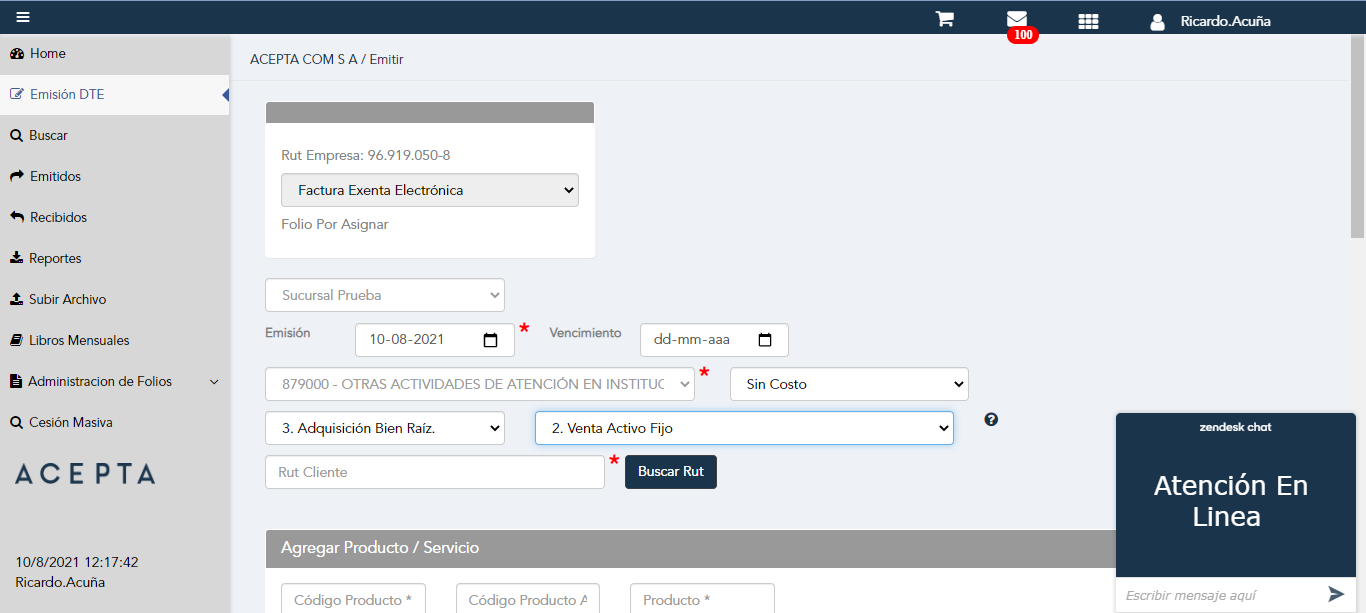 100
Ricardo.Acuña
Home
Emisión DTE
Buscar
Emitidos
Recibidos
Reportes
Subir Archivo
Libros Mensuales
Administracion de Folios
Cesión Masiva
ACEPTA
10/8/2021 12:17:42
Ricardo.Acuña
ACEPTA COM S A / Emitir
Rut Empresa: 96.919.050-8
Factura Exenta Electrónica
Folio Por Asignar
Sucursal Prueba
Emisión 10-08-2021 * Vencimiento dd-mm-aaa
879000 - OTRAS ACTIVIDADES DE ATENCIÓN EN INSTITUC * Sin Costo
3. Adquisición Bien Raíz. 2. Venta Activo Fijo ?
Rut Cliente * Buscar Rut
Agregar Producto / Servicio
Código Producto * Código Producto A Producto *
zendesk chat
Atención En
Linea
Escribir mensaje aquí